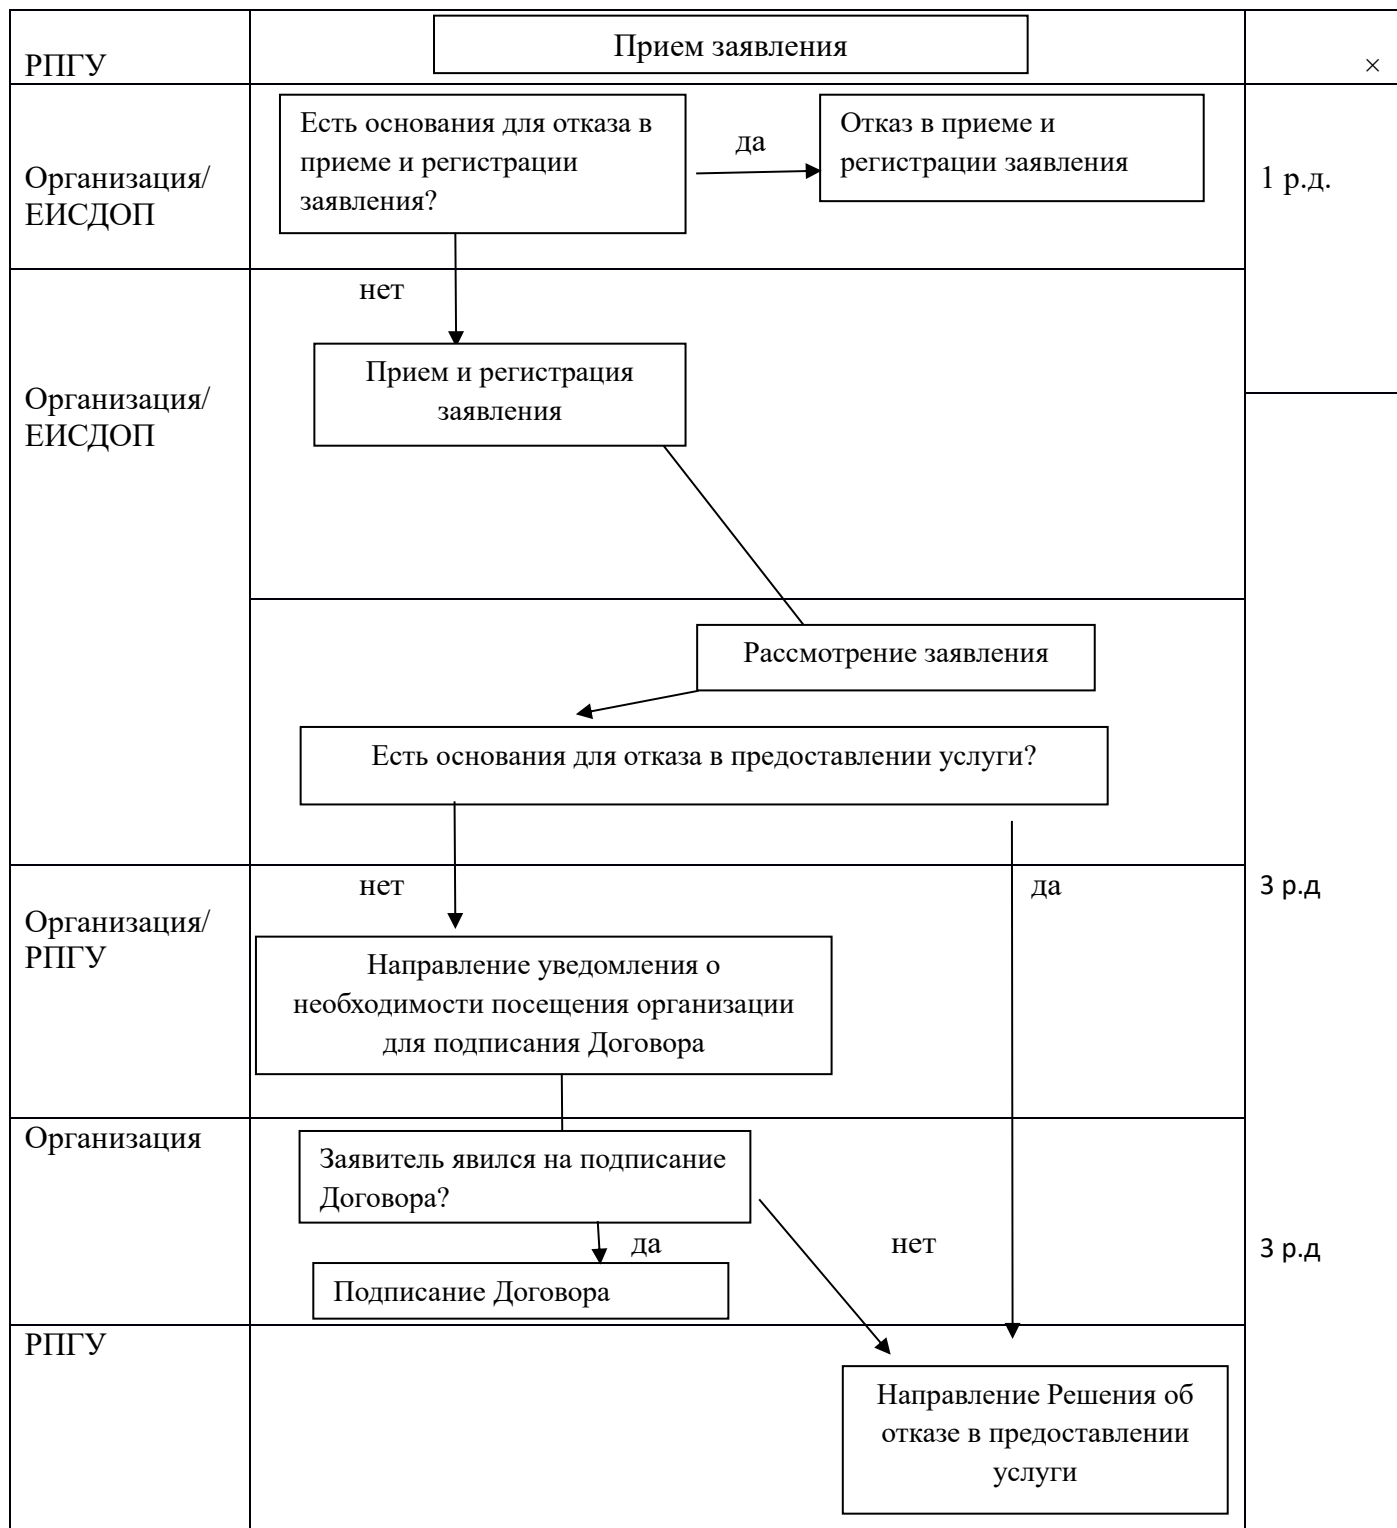 Прием заявления
РПГУ
×
Есть основания для отказа в
приеме и регистрации
заявления?
да
Отказ в приеме и
регистрации заявления
Организация/
ЕИСДОП
1 р.д.
нет
Прием и регистрация
заявления
Организация/
ЕИСДОП
Рассмотрение заявления
Есть основания для отказа в предоставлении услуги?
нет
да
3 р.д
Организация/
РПГУ
Направление уведомления о
необходимости посещения организации
для подписания Договора
Организация
Заявитель явился на подписание
Договора?
да
нет
3 р.д
Подписание Договора
РПГУ
Направление Решения об
отказе в предоставлении
услуги